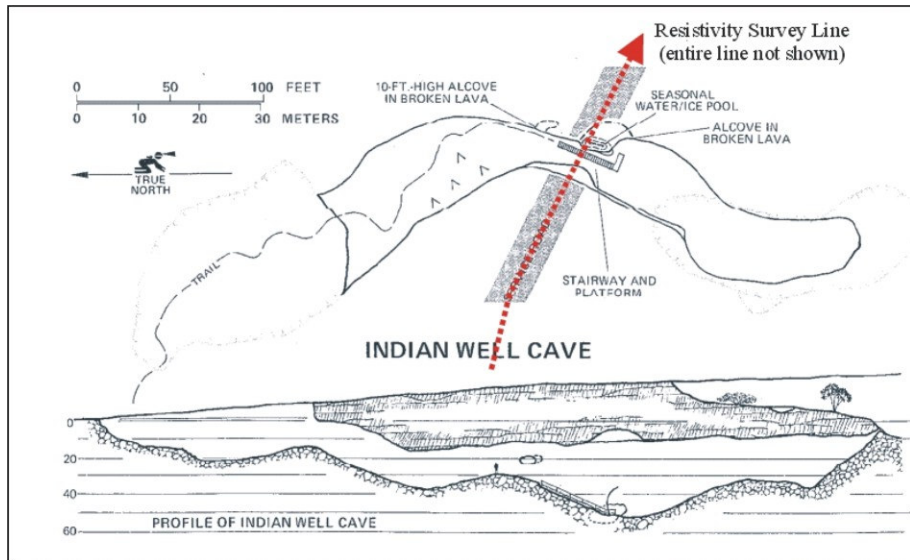 Resistivity Survey Line
(entire line not shown)
0 50 100 FEET
0 10 20 30 METERS
10-FT.-HIGH ALCOVE
IN BROKEN LAVA
SEASONAL
WATER/ICE POOL
ALCOVE IN
BROKEN LAVA
TRUE
NORTH
TRAIL
STAIRWAY AND
PLATFORM
INDIAN WELL CAVE
0
20
40
60
PROFILE OF INDIAN WELL CAVE